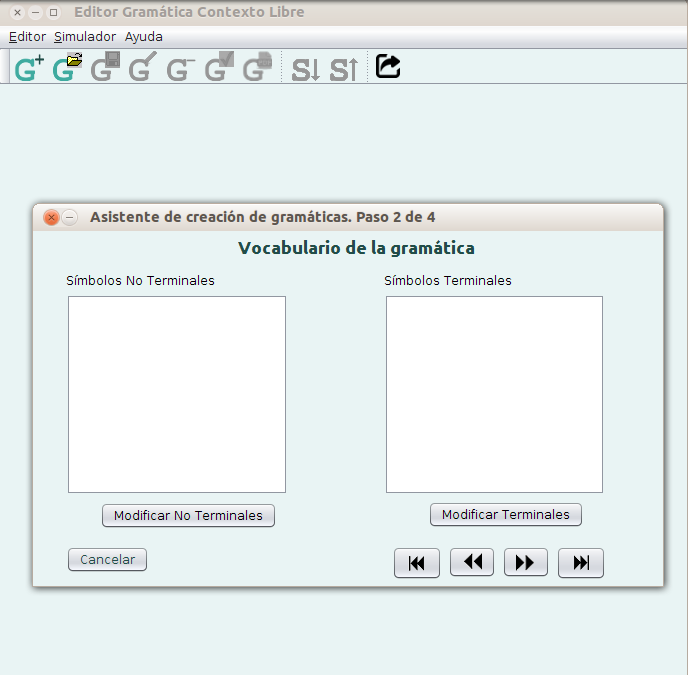 Editor Gramática Contexto Libre
Editor Simulador Ayuda
G+ G G G G- G G S↓ S↑
Asistente de creación de gramáticas. Paso 2 de 4
Vocabulario de la gramática
Símbolos No Terminales Símbolos Terminales
Modificar No Terminales Modificar Terminales
Cancelar